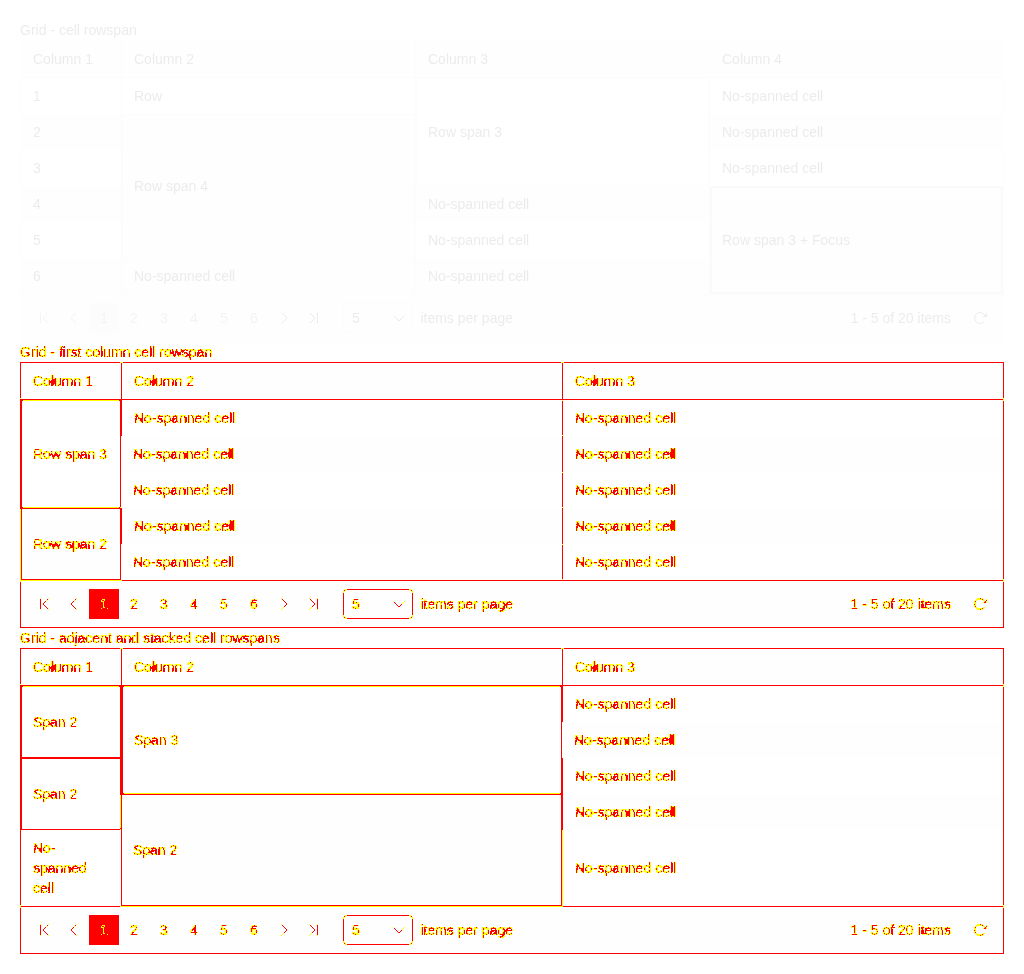 Grid - cell rowspan
Column 1 Column 2 Column 3 Column 4
1 Row No-spanned cell
2 Row span 3 No-spanned cell
3 No-spanned cell
Row span 4
4 No-spanned cell
5 No-spanned cell Row span 3 + Focus
6 No-spanned cell No-spanned cell
1 2 3 4 5 6 5 items per page 1 - 5 of 20 items
Grid - first column cell rowspan
Column 1 Column 2 Column 3
No-spanned cell No-spanned cell
Row span 3 No-spanned cell No-spanned cell
No-spanned cell No-spanned cell
No-spanned cell No-spanned cell
Row span 2
No-spanned cell No-spanned cell
1 2 3 4 5 6 5 items per page 1 - 5 of 20 items
Grid - adjacent and stacked cell rowspans
Column 1 Column 2 Column 3
No-spanned cell
Span 2
Span 3 No-spanned cell
No-spanned cell
Span 2
No-spanned cell
No-
spanned
cell
Span 2
No-spanned cell
1 2 3 4 5 6 5 items per page 1 - 5 of 20 items